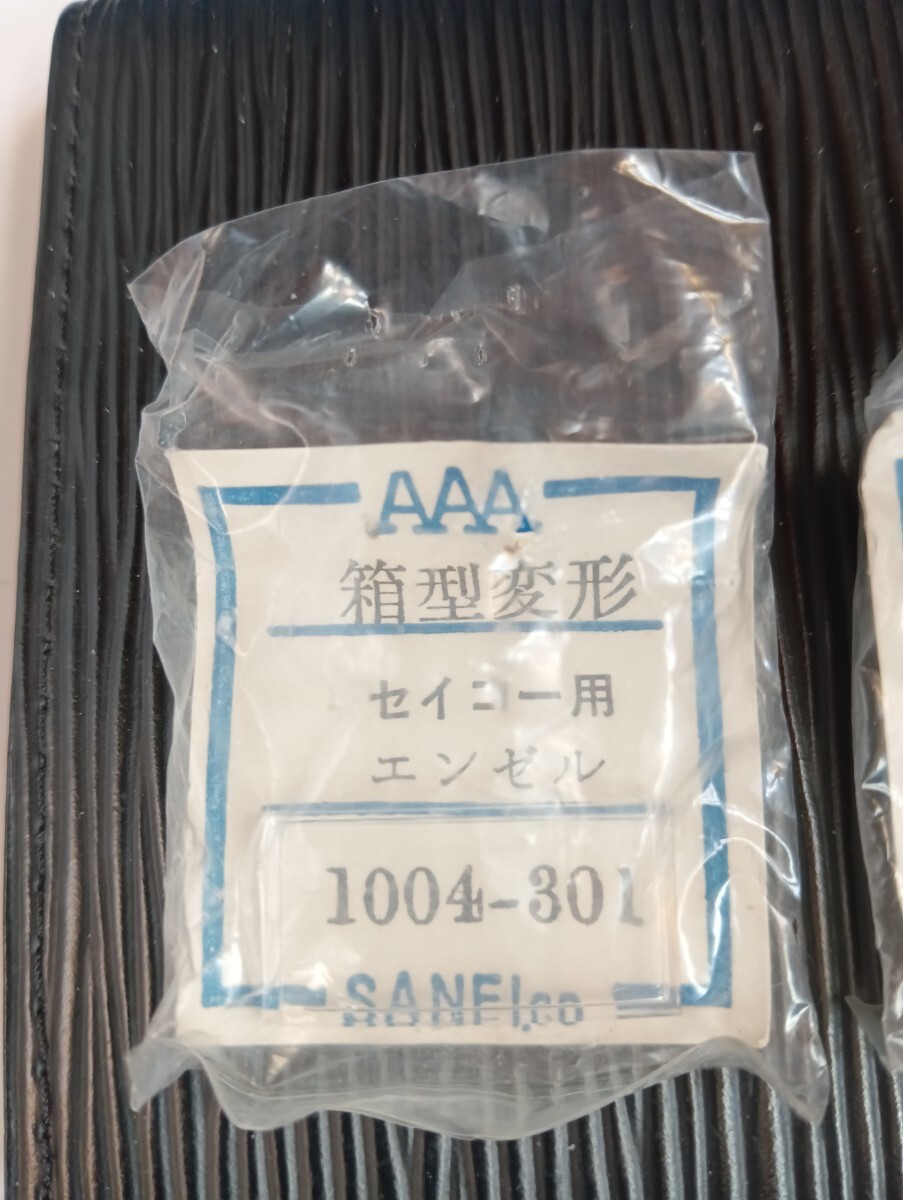 AAA
箱型変形
セイコー用
エンゼル
1004-301
SANEI.co